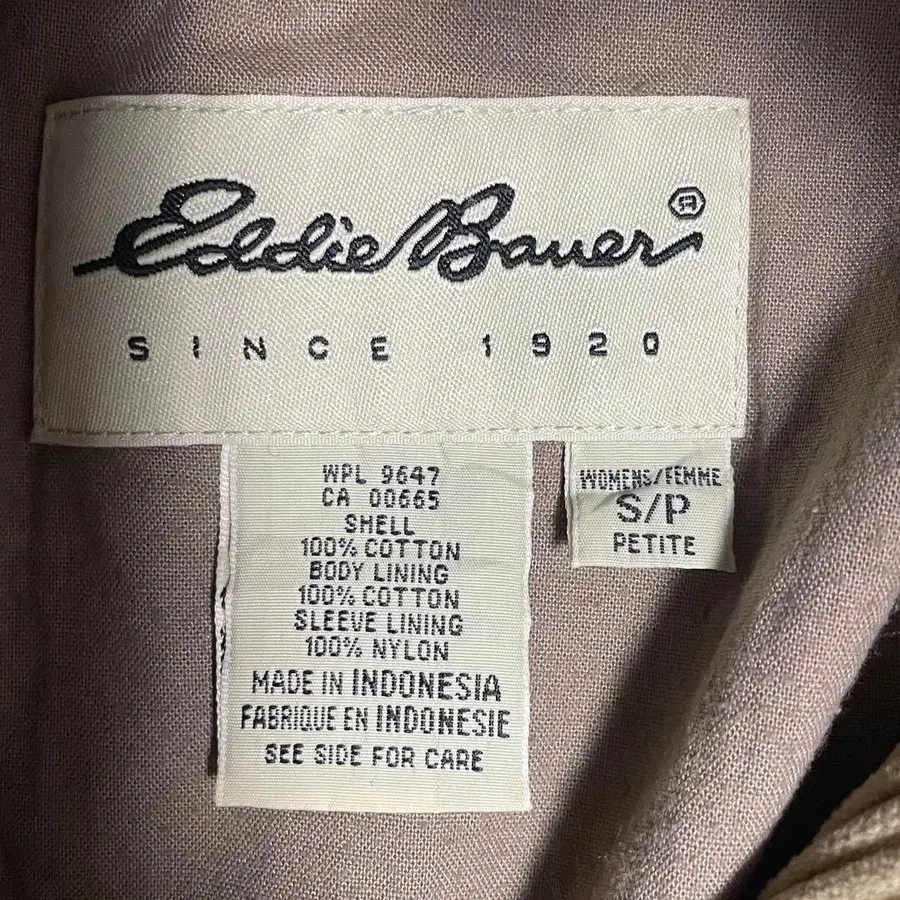 Eddie Bauer ®
SINCE 1920
WPL 9647
CA 00665
SHELL
100% COTTON
BODY LINING
100% COTTON
SLEEVE LINING
100% NYLON
MADE IN INDONESIA
FABRIQUE EN INDONESIE
SEE SIDE FOR CARE
WOMENS/FEMME
S/P
PETITE